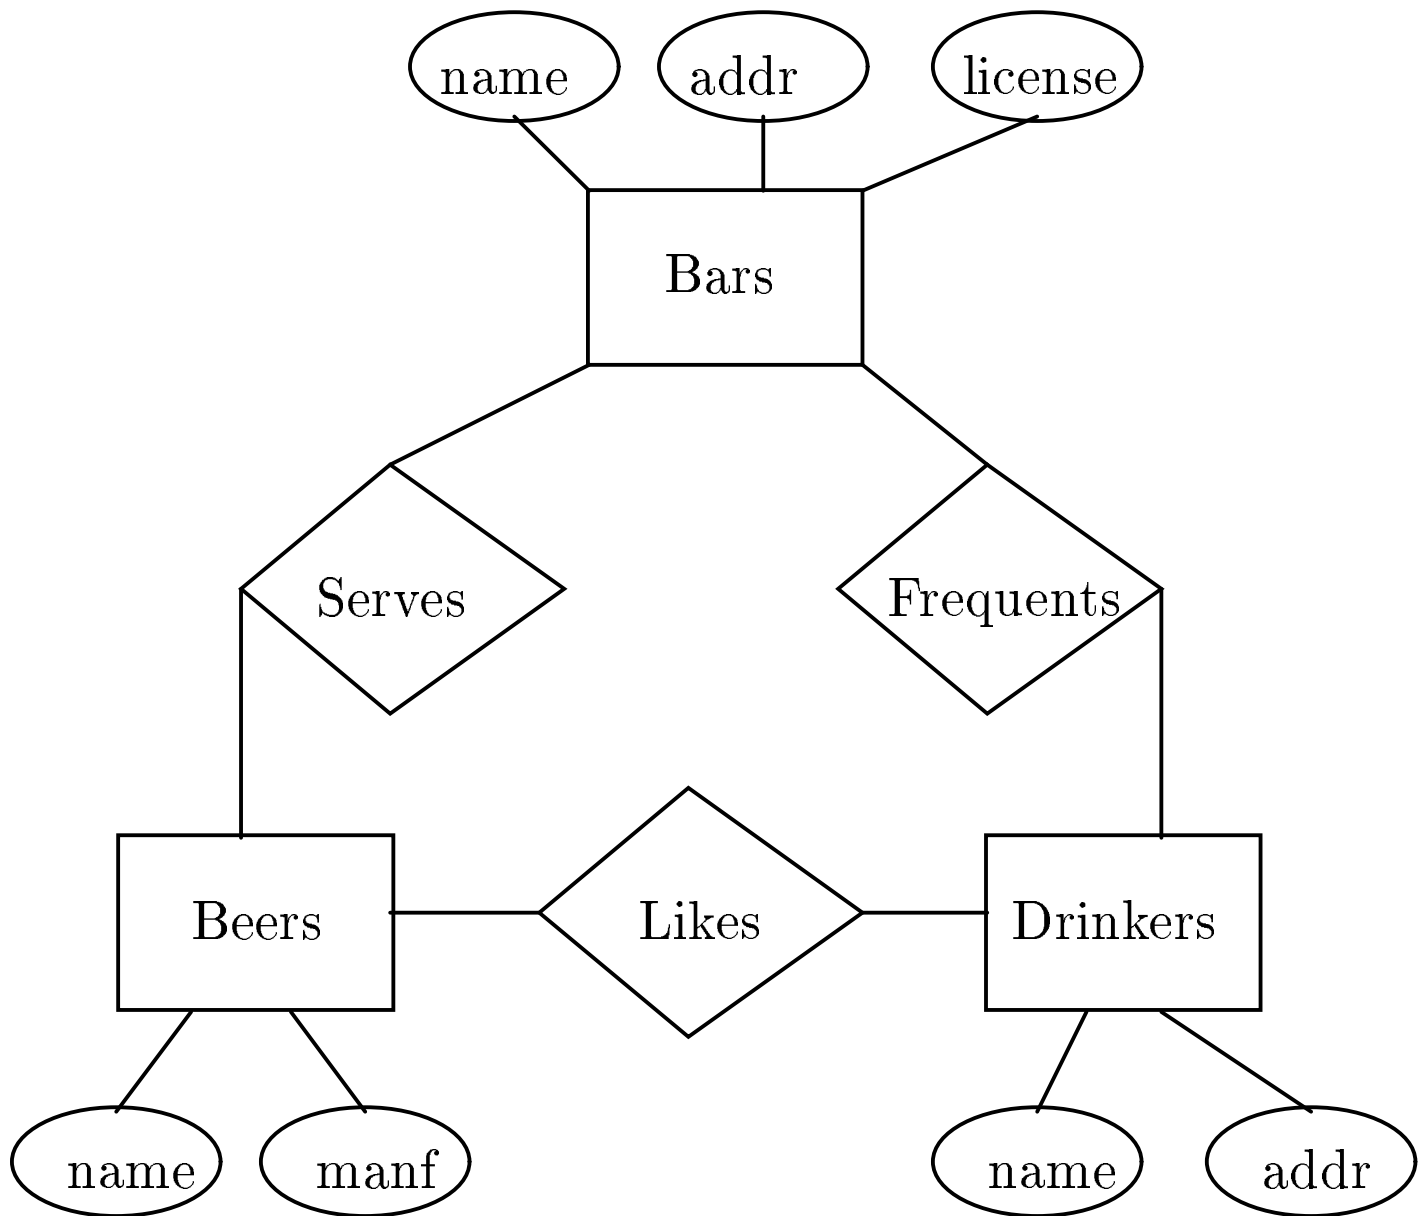 name addr license
Bars
Serves Frequents
Beers Likes Drinkers
name manf name addr